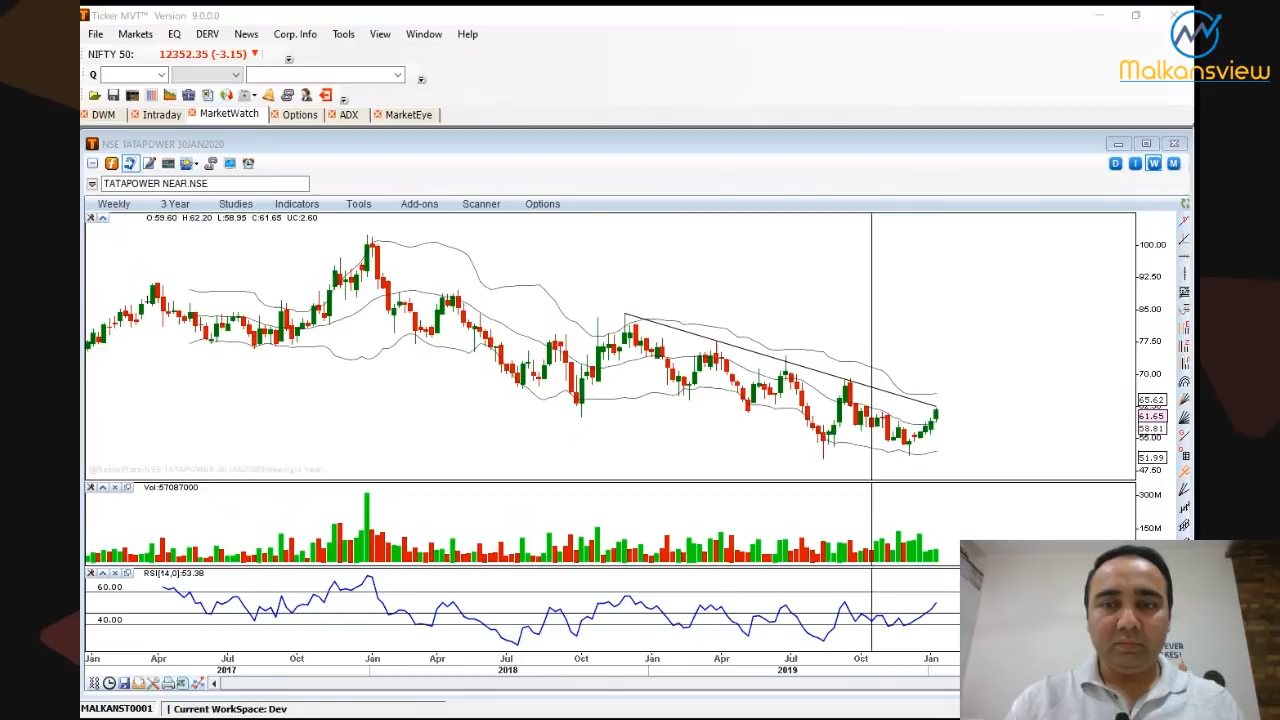 Ticker MVT™ Version 9.0.0.0
Malkansview
File Markets EQ DERV News Corp. Info Tools View Window Help
NIFTY 50: 12352.35 (-3.15)
Q
DWM Intraday MarketWatch Options ADX MarketEye
NSE TATAPOWER 30JAN2020
D I W M
TATAPOWER NEAR.NSE
Weekly 3 Year Studies Indicators Tools Add-ons Scanner Options
O:59.60 H:62.20 L:58.95 C:61.65 UC:2.60
100.00
92.50
85.00
77.50
70.00
65.62
61.65
58.81
55.00
51.99
47.50
Vol:57087000
300M
150M
RSI[14,0]:53.38
60.00
40.00
Jan Apr Jul Oct Jan Apr Jul Oct Jan Apr Jul Oct Jan
2017 2018 2019
MALKANST0001 | Current WorkSpace: Dev